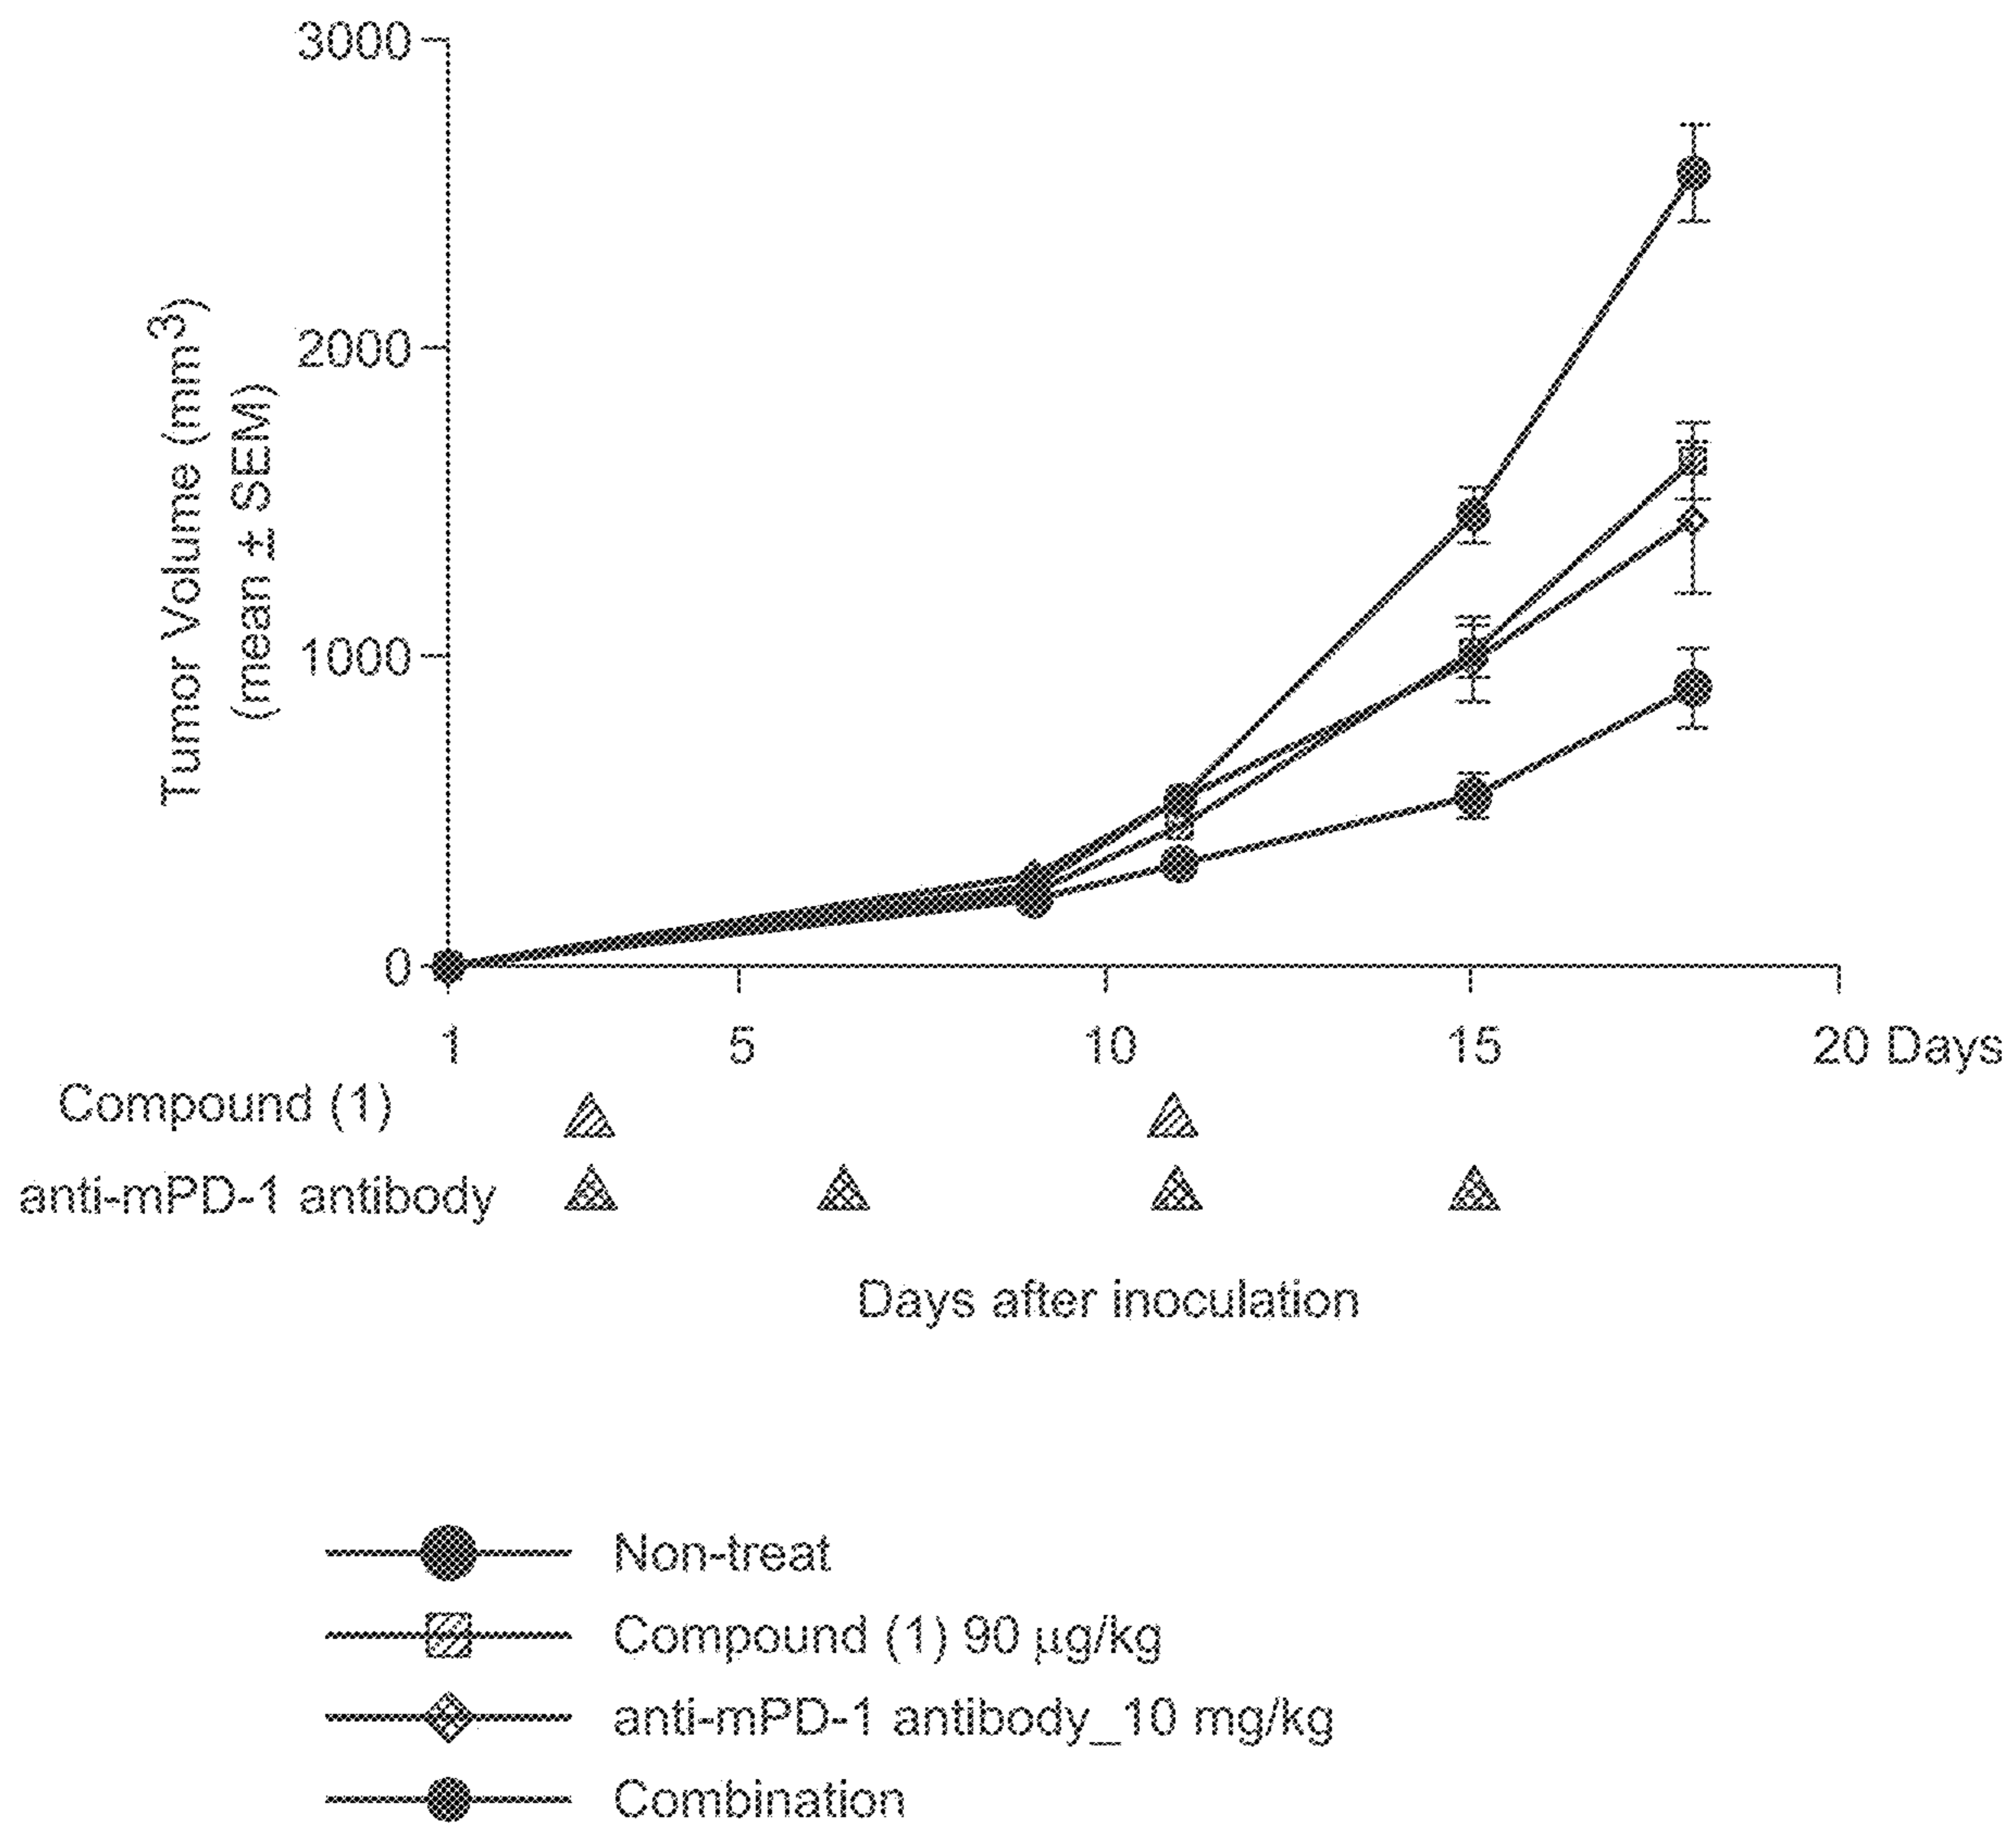 3000
2000
1000
0
Tumor Volume (mm3)
(mean ± SEM)
1 5 10 15 20 Days
Compound (1)
anti-mPD-1 antibody
Days after inoculation
Non-treat
Compound (1) 90 μg/kg
anti-mPD-1 antibody_10 mg/kg
Combination